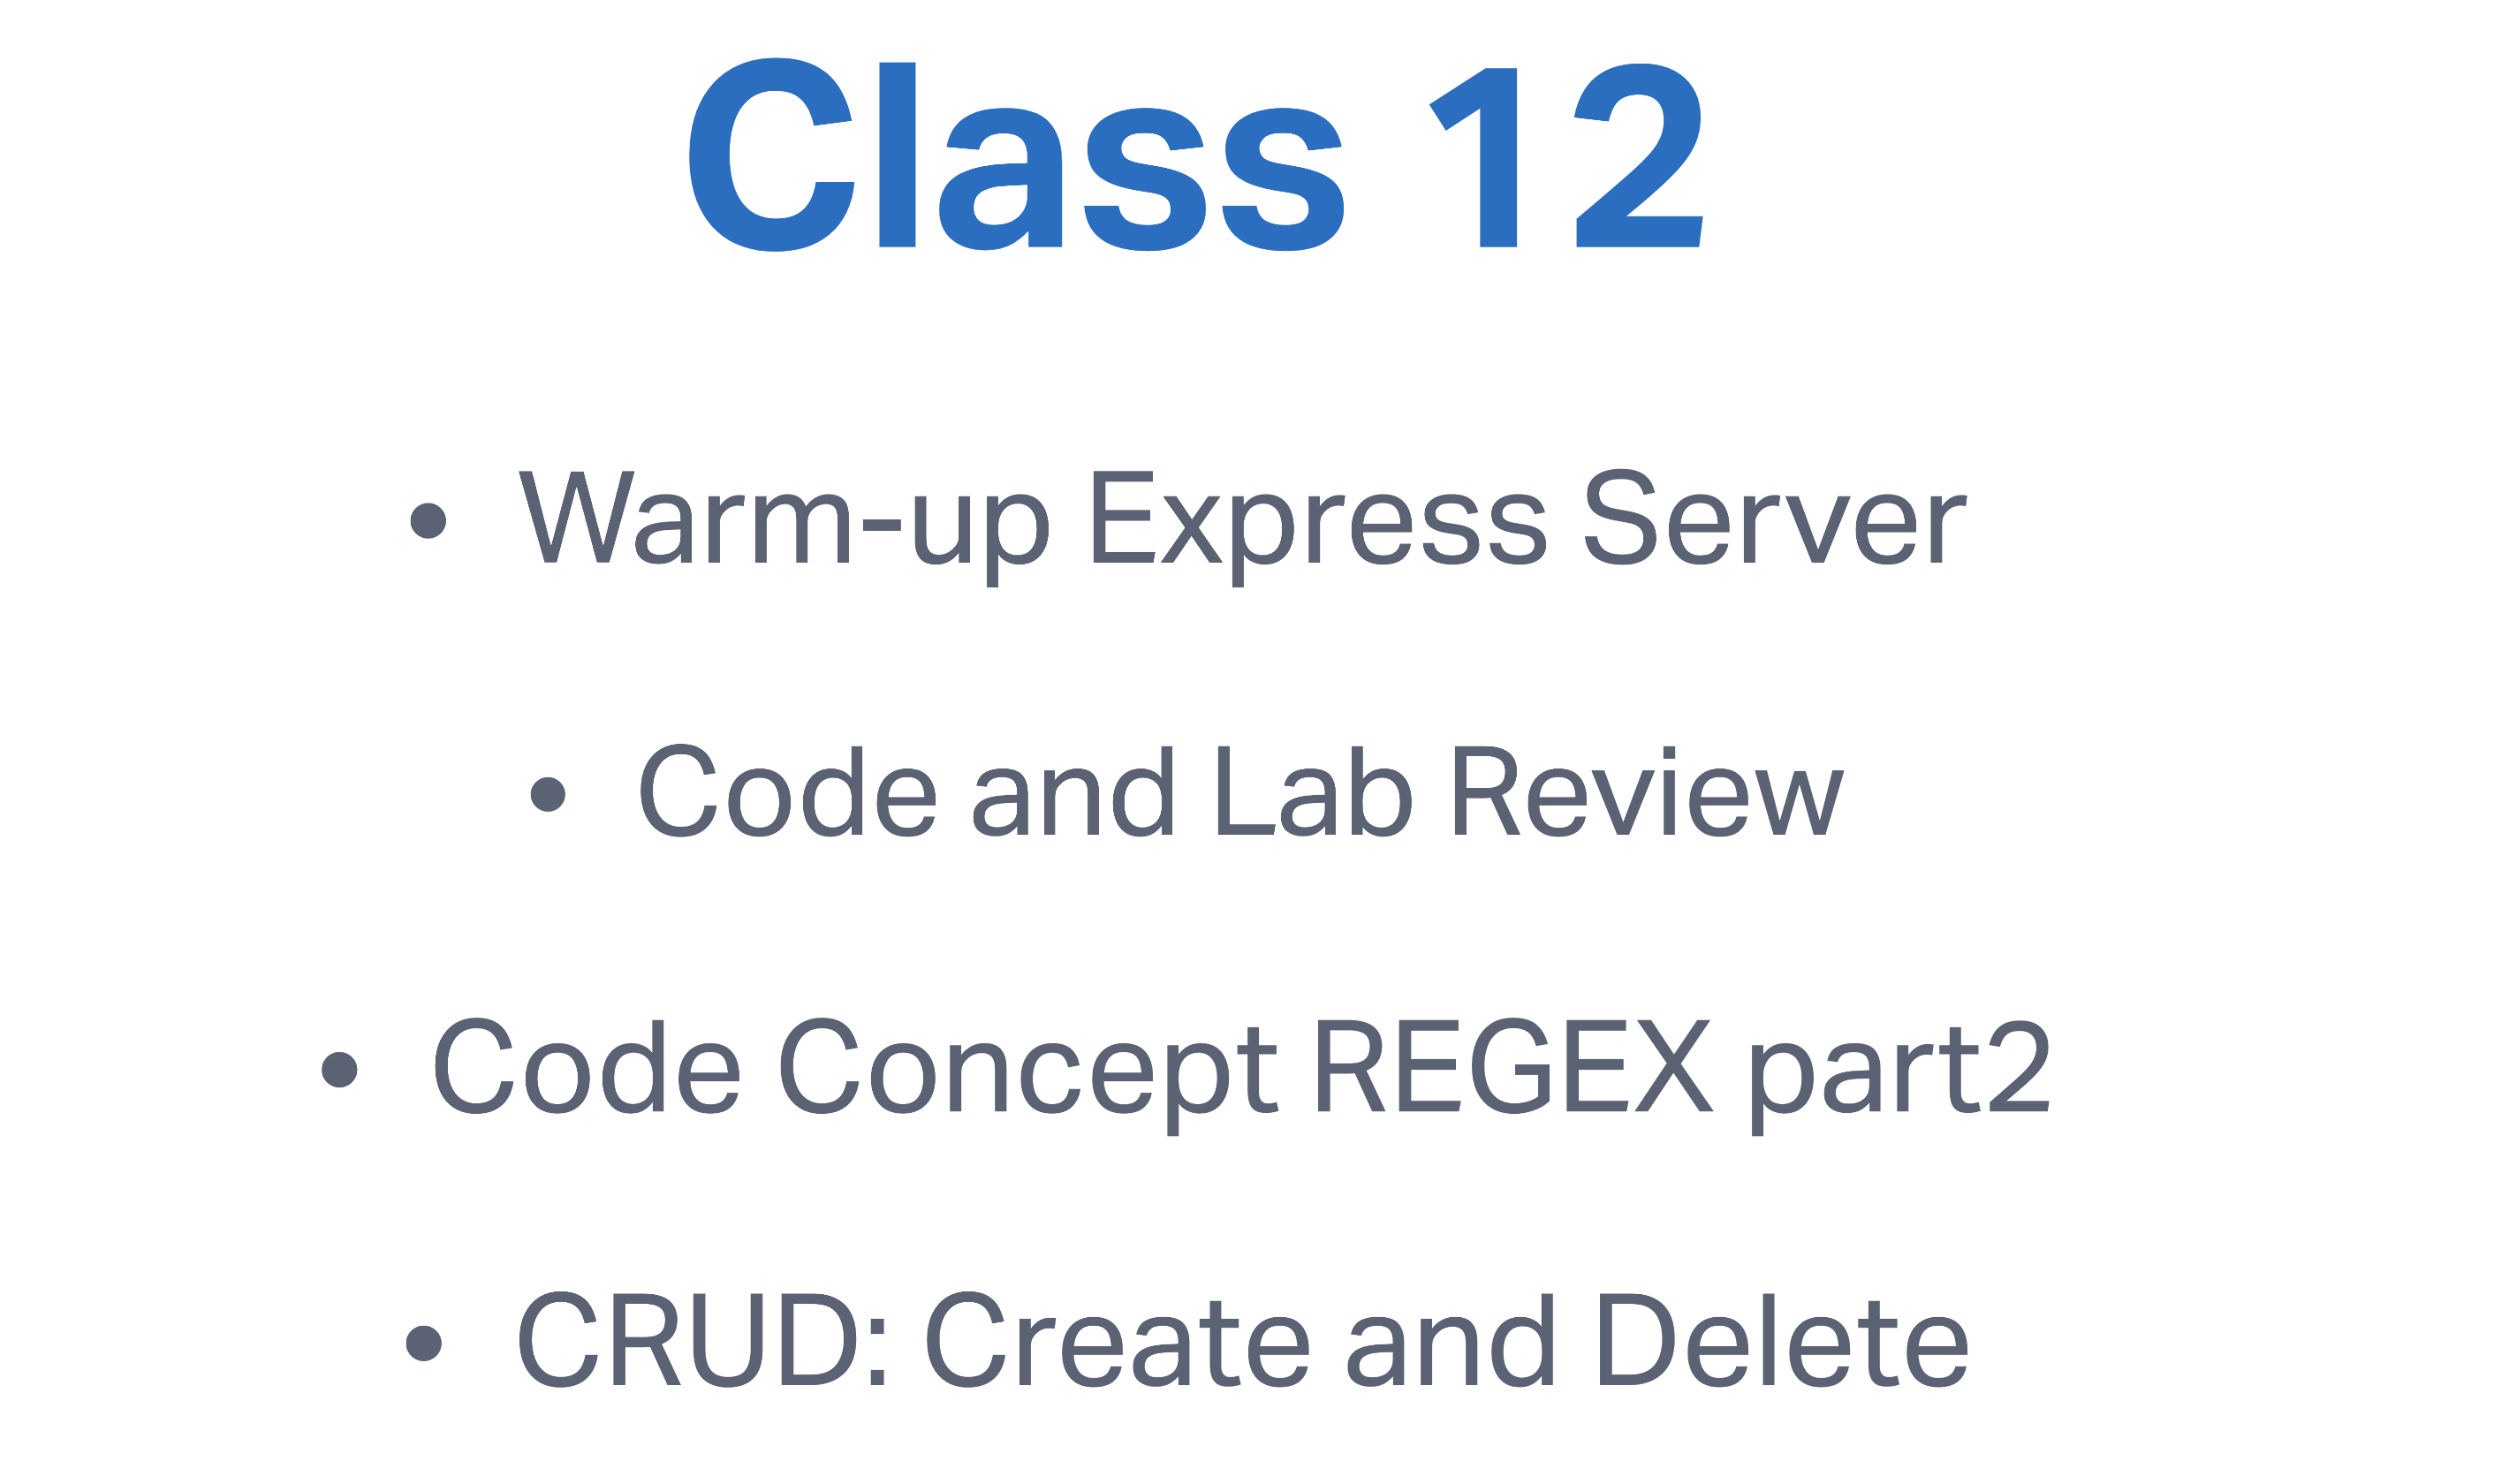 Class 12
• Warm-up Express Server
• Code and Lab Review
• Code Concept REGEX part2
• CRUD: Create and Delete